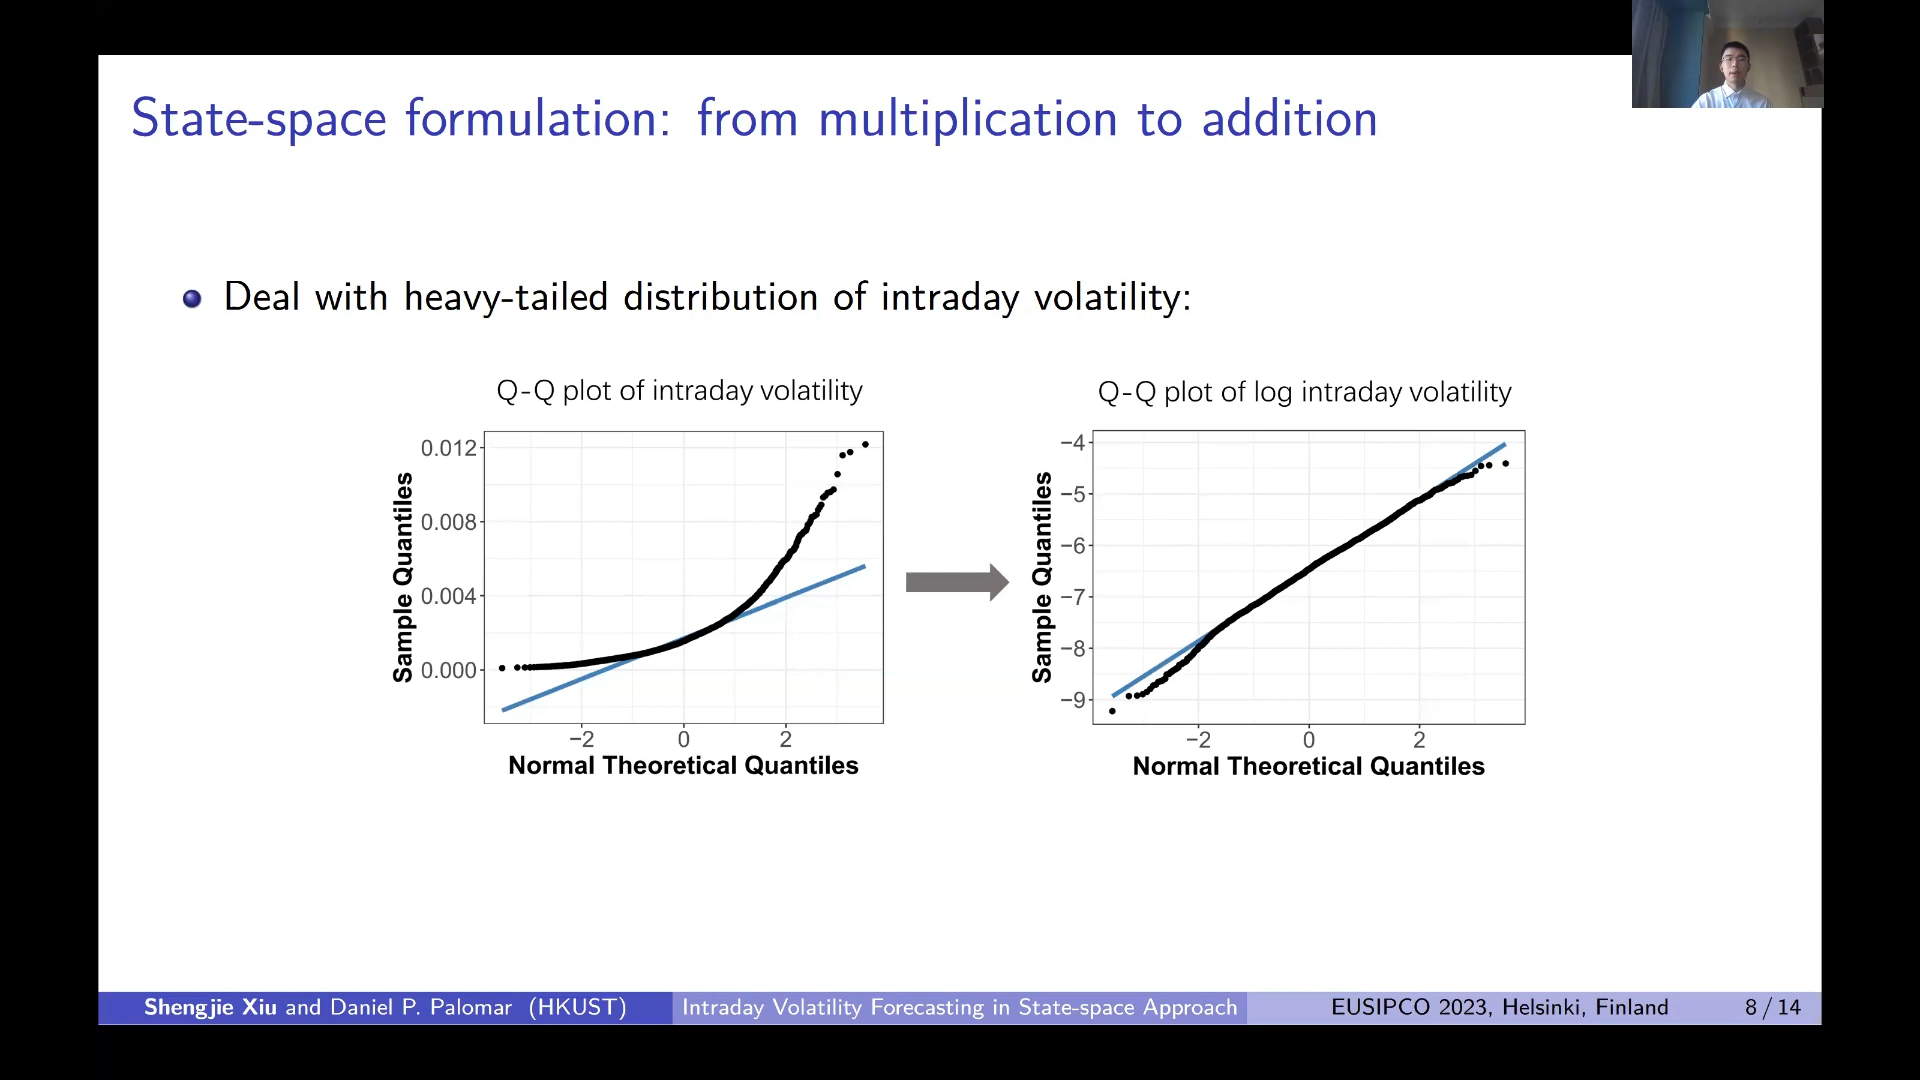 State-space formulation: from multiplication to addition
Deal with heavy-tailed distribution of intraday volatility:
Q-Q plot of intraday volatility
0.012
0.008
0.004
0.000
Sample Quantiles
−2 0 2
Normal Theoretical Quantiles
Q-Q plot of log intraday volatility
−4
−5
−6
−7
−8
−9
Sample Quantiles
−2 0 2
Normal Theoretical Quantiles
Shengjie Xiu and Daniel P. Palomar (HKUST)
Intraday Volatility Forecasting in State-space Approach
EUSIPCO 2023, Helsinki, Finland
8 / 14